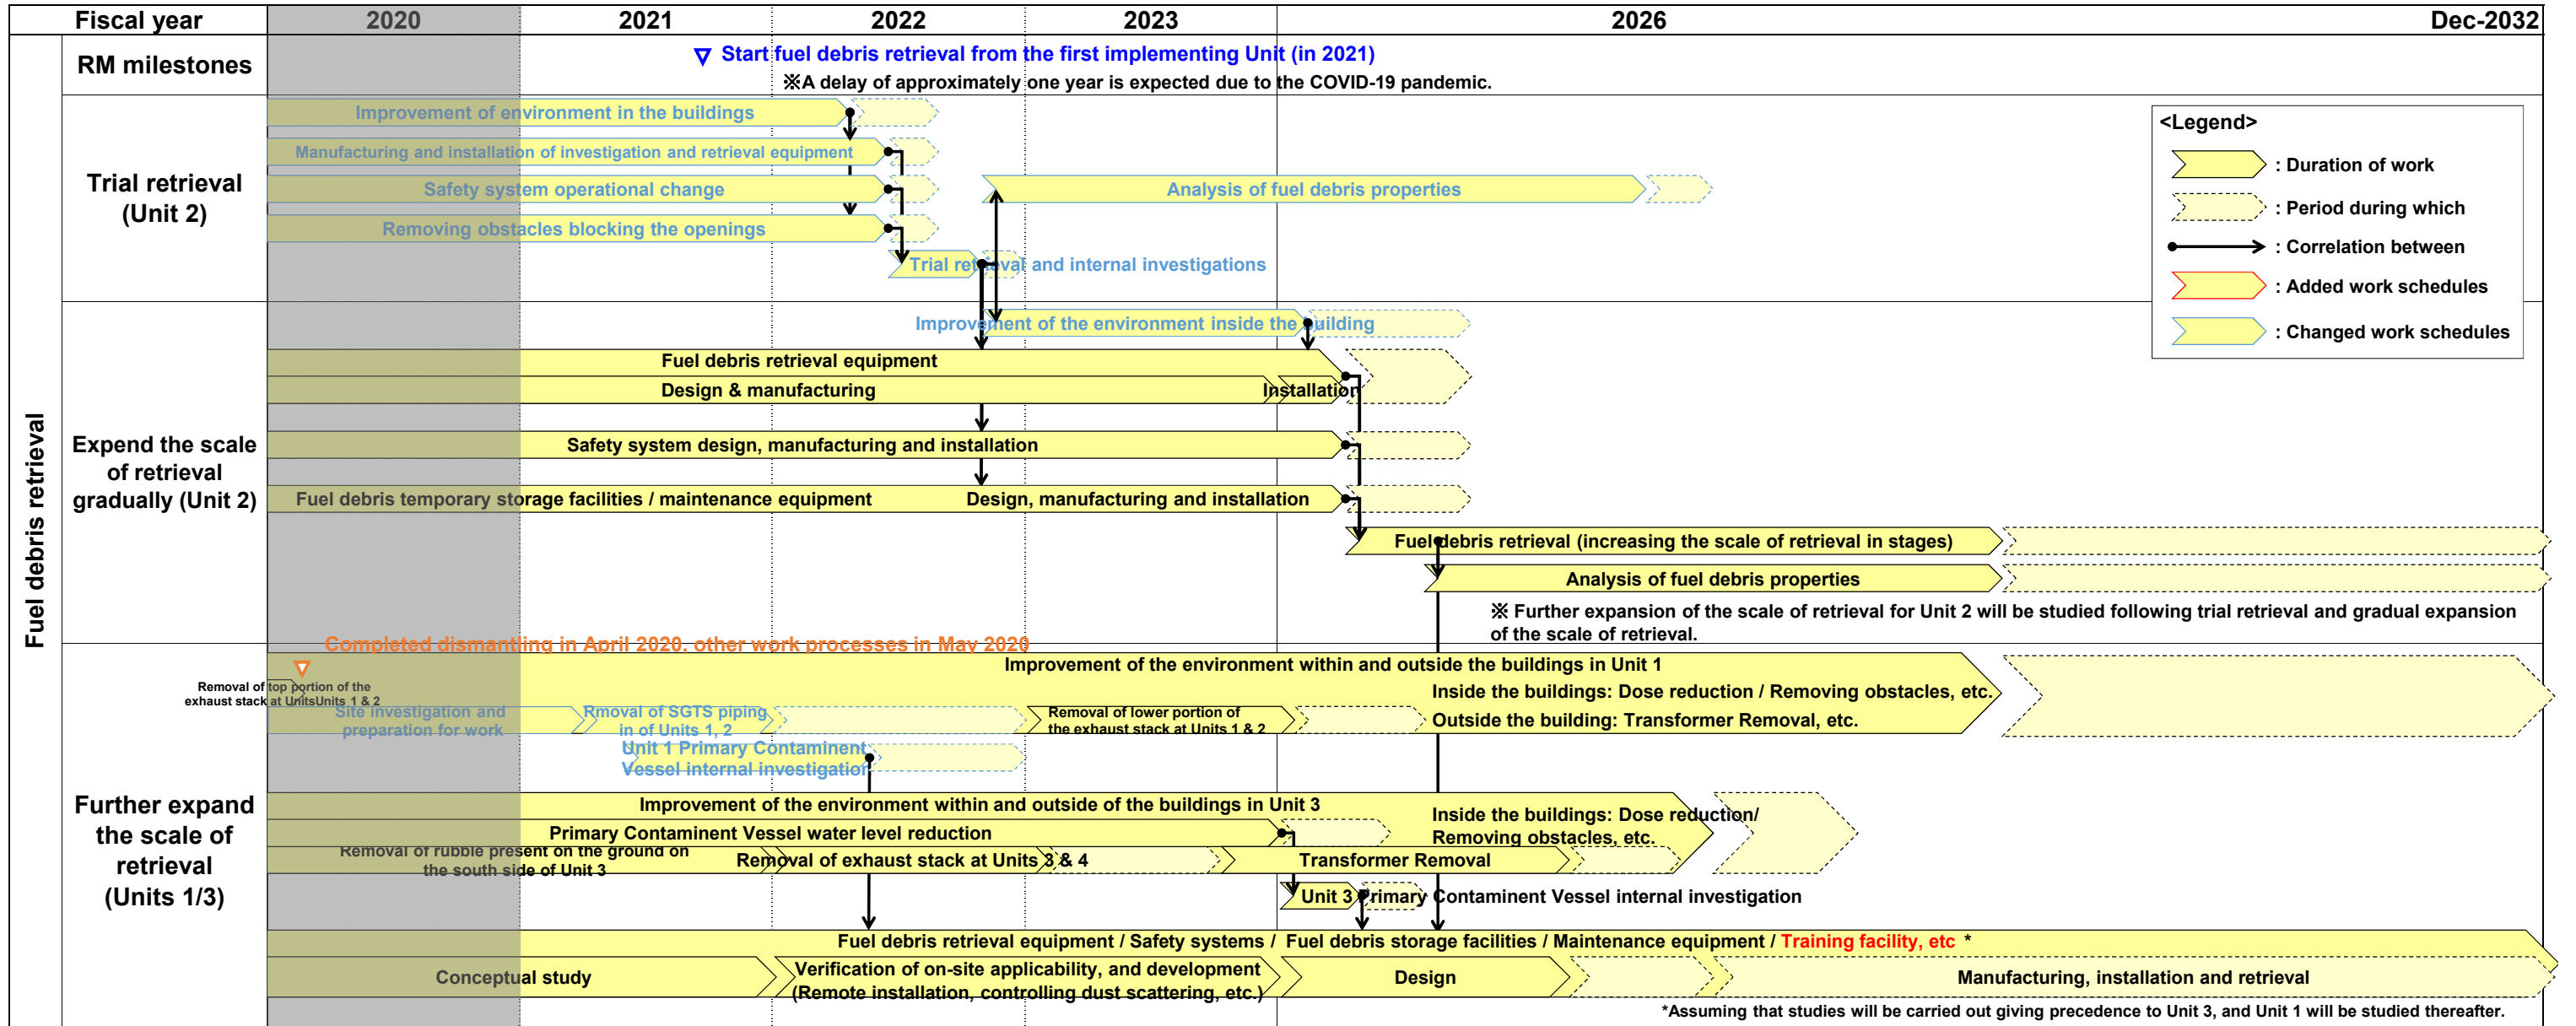 Fiscal year 2020 2021 2022 2023 2026 Dec-2032
Fuel debris retrieval
RM milestones
Start fuel debris retrieval from the first implementing Unit (in 2021)
※A delay of approximately one year is expected due to the COVID-19 pandemic.
Trial retrieval
(Unit 2)
Improvement of environment in the buildings
Manufacturing and installation of investigation and retrieval equipment
Safety system operational change
Analysis of fuel debris properties
Removing obstacles blocking the openings
Trial retrieval and internal investigations
<Legend>
: Duration of work
: Period during which
: Correlation between
: Added work schedules
: Changed work schedules
Expend the scale
of retrieval
gradually (Unit 2)
Improvement of the environment inside the building
Fuel debris retrieval equipment
Design & manufacturing
Installation
Safety system design, manufacturing and installation
Fuel debris temporary storage facilities / maintenance equipment
Design, manufacturing and installation
Fuel debris retrieval (increasing the scale of retrieval in stages)
Analysis of fuel debris properties
※ Further expansion of the scale of retrieval for Unit 2 will be studied following trial retrieval and gradual expansion
of the scale of retrieval.
Further expand
the scale of
retrieval
(Units 1/3)
Completed dismantling in April 2020, other work processes in May 2020
Improvement of the environment within and outside the buildings in Unit 1
Removal of top portion of the
exhaust stack at UnitsUnits 1 & 2
Inside the buildings: Dose reduction / Removing obstacles, etc.
Outside the building: Transformer Removal, etc.
Site investigation and
preparation for work
Rmoval of SGTS piping
in of Units 1, 2
Removal of lower portion of
the exhaust stack at Units 1 & 2
Unit 1 Primary Contaminent
Vessel internal investigation
Improvement of the environment within and outside of the buildings in Unit 3
Inside the buildings: Dose reduction/
Removing obstacles, etc.
Primary Contaminent Vessel water level reduction
Removal of rubble present on the ground on
the south side of Unit 3
Removal of exhaust stack at Units 3 & 4
Transformer Removal
Unit 3 Primary Contaminent Vessel internal investigation
Fuel debris retrieval equipment / Safety systems / Fuel debris storage facilities / Maintenance equipment / Training facility, etc *
Conceptual study
Verification of on-site applicability, and development
(Remote installation, controlling dust scattering, etc.)
Design
Manufacturing, installation and retrieval
*Assuming that studies will be carried out giving precedence to Unit 3, and Unit 1 will be studied thereafter.